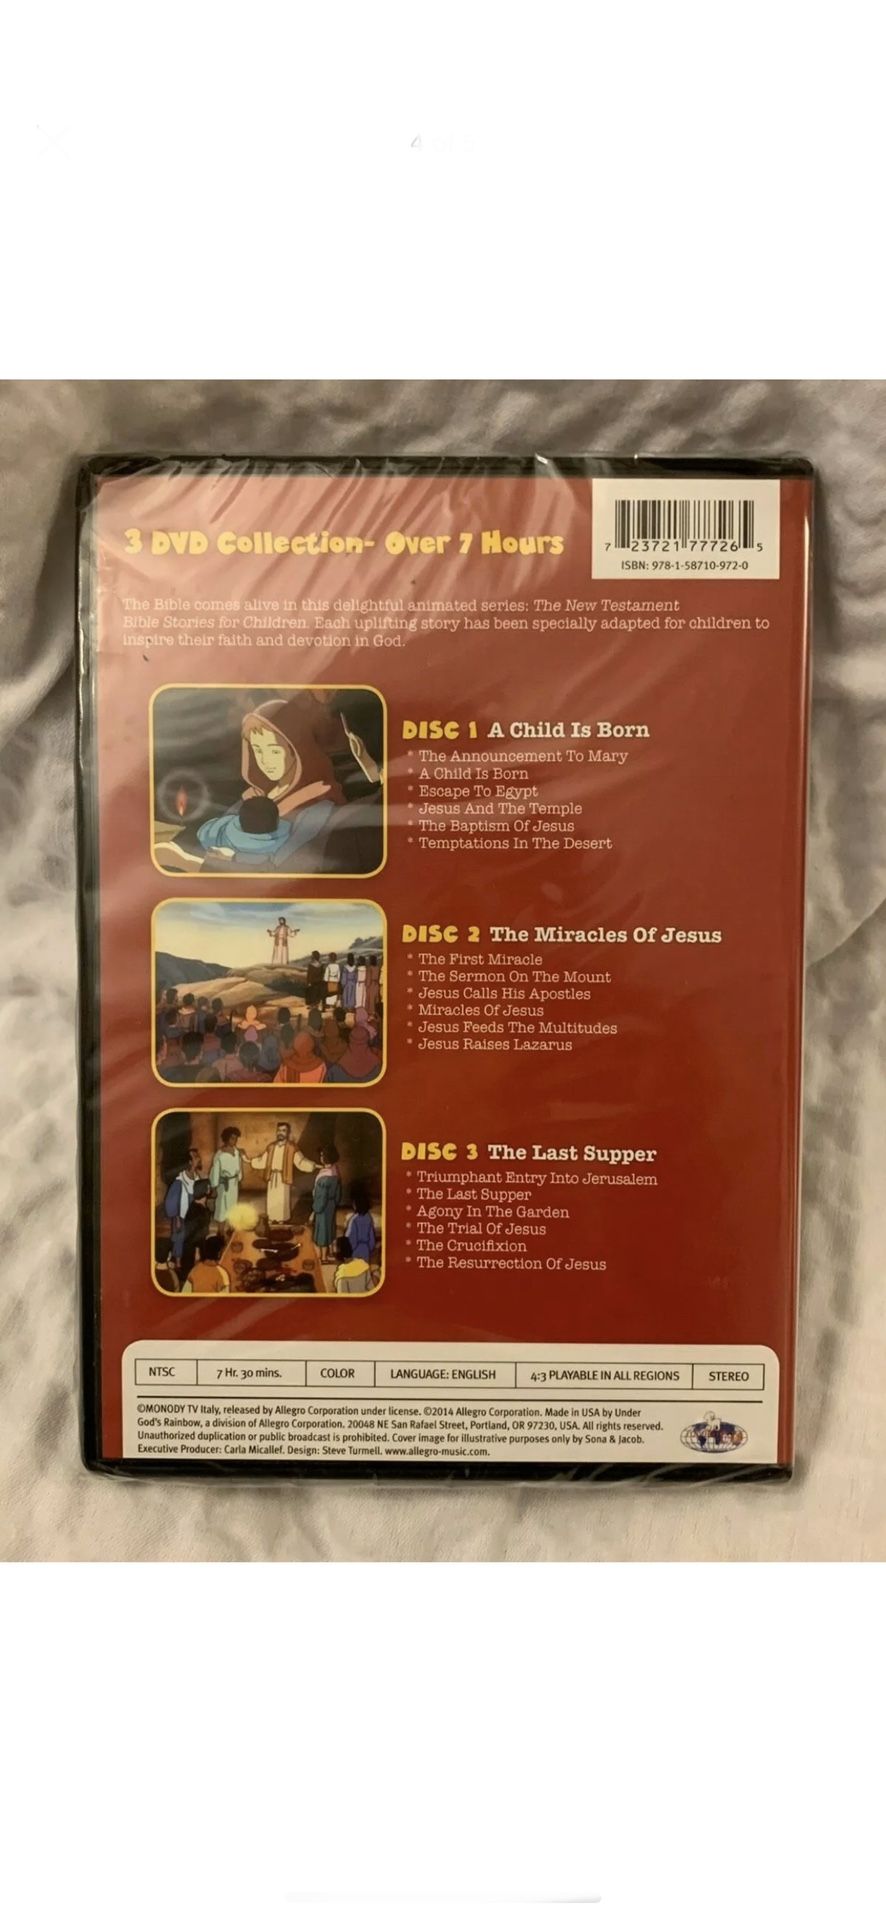 4 of 5
3 DVD Collection- Over 7 Hours
7 23721 77726 5
ISBN: 978-1-58710-972-0
The Bible comes alive in this delightful animated series: The New Testament
Bible Stories for Children. Each uplifting story has been specially adapted for children to
inspire their faith and devotion in God.
DISC 1 A Child Is Born
* The Announcement To Mary
* A Child Is Born
* Escape To Egypt
* Jesus And The Temple
* The Baptism Of Jesus
* Temptations In The Desert
DISC 2 The Miracles Of Jesus
* The First Miracle
* The Sermon On The Mount
* Jesus Calls His Apostles
* Miracles Of Jesus
* Jesus Feeds The Multitudes
* Jesus Raises Lazarus
DISC 3 The Last Supper
* Triumphant Entry Into Jerusalem
* The Last Supper
* Agony In The Garden
* The Trial Of Jesus
* The Crucifixion
* The Resurrection Of Jesus
NTSC 7 Hr. 30 mins. COLOR LANGUAGE: ENGLISH 4:3 PLAYABLE IN ALL REGIONS STEREO
©MONODY TV Italy, released by Allegro Corporation under license. ©2014 Allegro Corporation. Made in USA by Under
God's Rainbow, a division of Allegro Corporation. 20048 NE San Rafael Street, Portland, OR 97230, USA. All rights reserved.
Unauthorized duplication or public broadcast is prohibited. Cover image for illustrative purposes only by Sona & Jacob.
Executive Producer: Carla Micallef. Design: Steve Turmell. www.allegro-music.com.